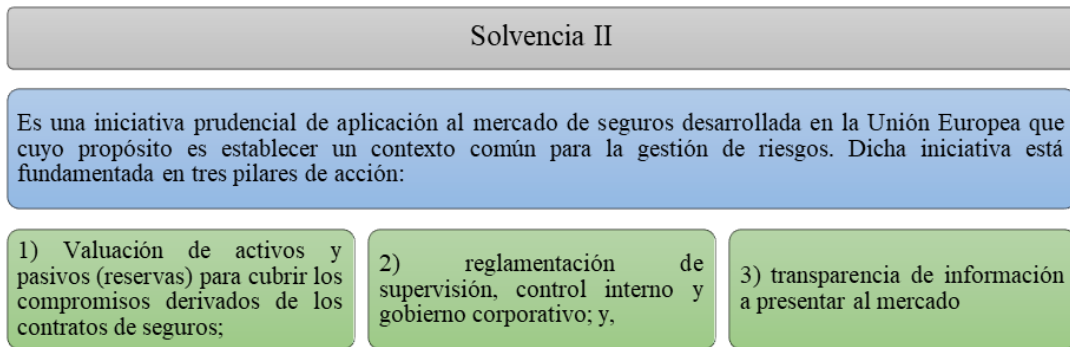 Solvencia II
Es una iniciativa prudencial de aplicación al mercado de seguros desarrollada en la Unión Europea que
cuyo propósito es establecer un contexto común para la gestión de riesgos. Dicha iniciativa está
fundamentada en tres pilares de acción:
1) Valuación de activos y
pasivos (reservas) para cubrir los
compromisos derivados de los
contratos de seguros;
2) reglamentación de
supervisión, control interno y
gobierno corporativo; y,
3) transparencia de información
a presentar al mercado